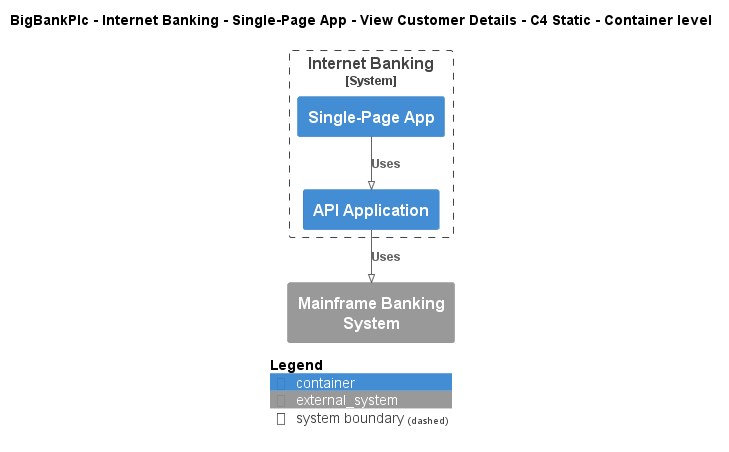 BigBankPlc - Internet Banking - Single-Page App - View Customer Details - C4 Static - Container level
Internet Banking
[System]
Single-Page App
Uses
API Application
Uses
Mainframe Banking
System
Legend
container
external_system
system boundary (dashed)